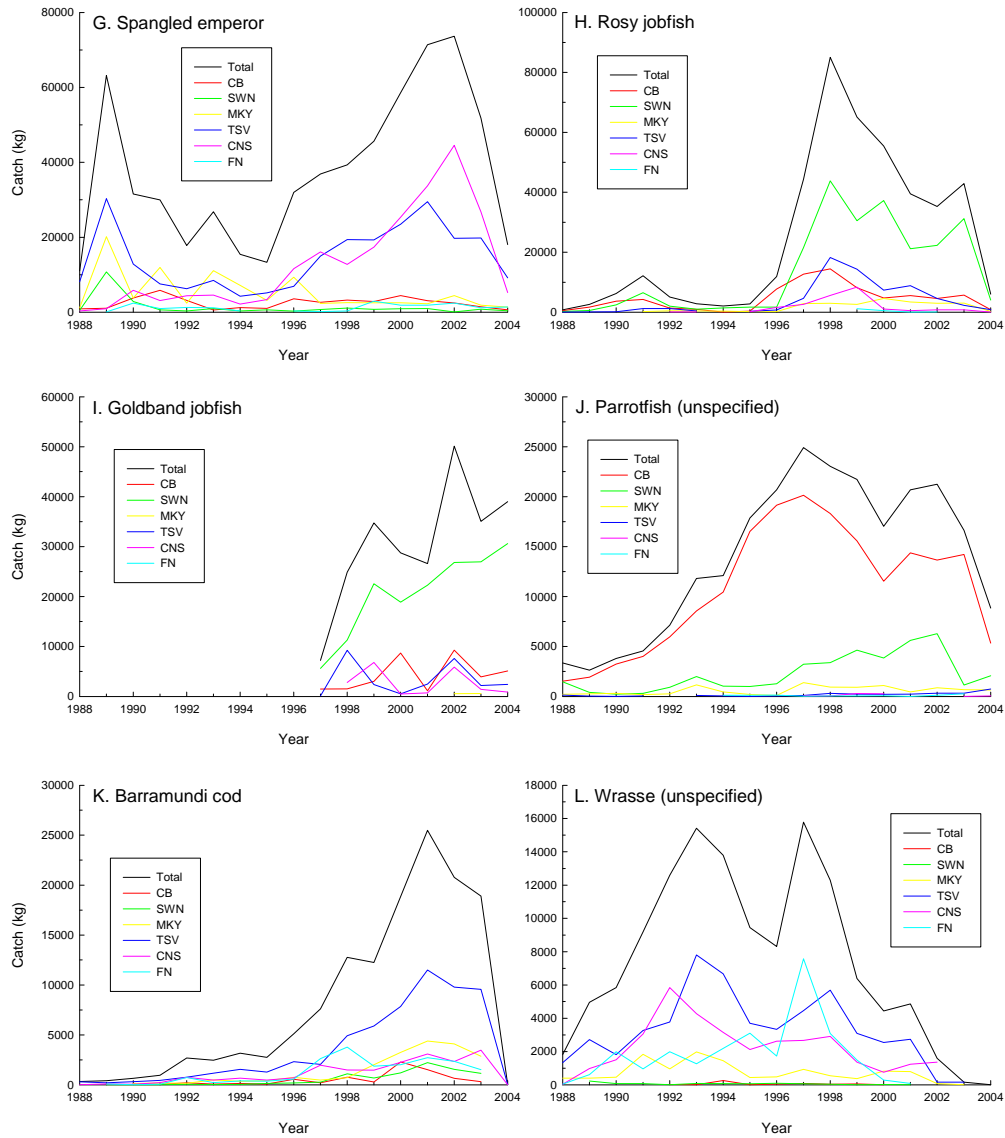 G. Spangled emperor
80000
60000
40000
20000
0
Catch (kg)
Total
CB
SWN
MKY
TSV
CNS
FN
1988 1990 1992 1994 1996 1998 2000 2002 2004
Year
H. Rosy jobfish
100000
80000
60000
40000
20000
0
Total
CB
SWN
MKY
TSV
CNS
FN
1988 1990 1992 1994 1996 1998 2000 2002 2004
Year
I. Goldband jobfish
60000
50000
40000
30000
20000
10000
0
Catch (kg)
Total
CB
SWN
MKY
TSV
CNS
FN
1988 1990 1992 1994 1996 1998 2000 2002 2004
Year
J. Parrotfish (unspecified)
30000
25000
20000
15000
10000
5000
0
Total
CB
SWN
MKY
TSV
CNS
FN
1988 1990 1992 1994 1996 1998 2000 2002 2004
Year
K. Barramundi cod
30000
25000
20000
15000
10000
5000
0
Catch (kg)
Total
CB
SWN
MKY
TSV
CNS
FN
1988 1990 1992 1994 1996 1998 2000 2002 2004
Year
L. Wrasse (unspecified)
18000
16000
14000
12000
10000
8000
6000
4000
2000
0
Total
CB
SWN
MKY
TSV
CNS
FN
1988 1990 1992 1994 1996 1998 2000 2002 2004
Year